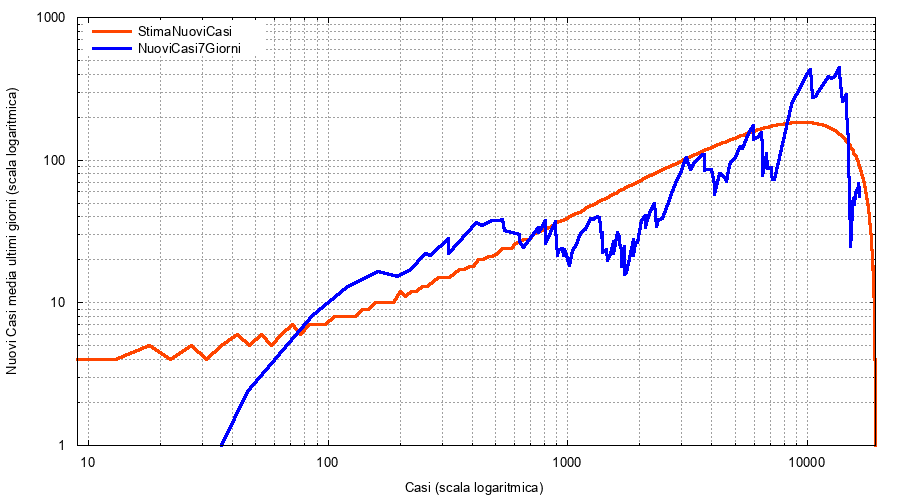 1000
100
10
1
StimaNuoviCasi
NuoviCasi7Giorni
Nuovi Casi media ultimi giorni (scala logaritmica)
10 100 1000 10000
Casi (scala logaritmica)